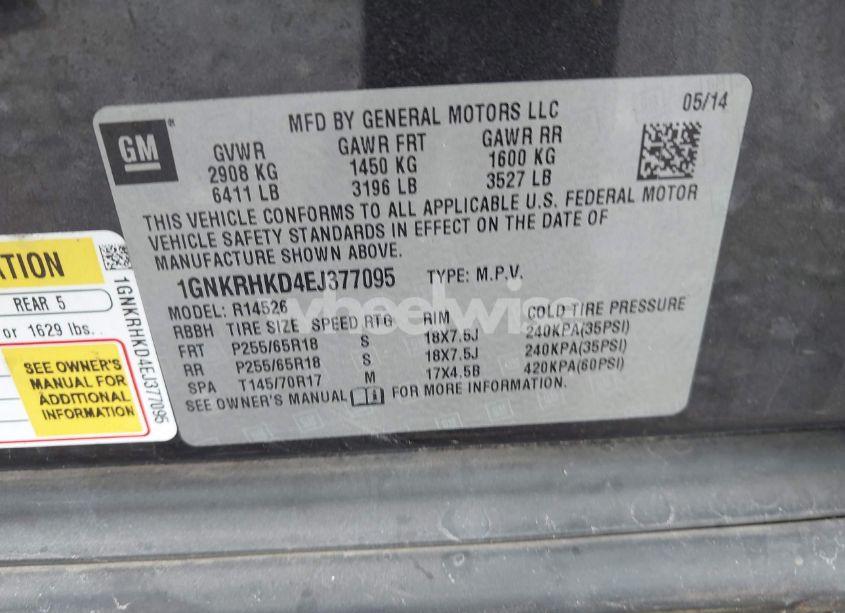 GM
MFD BY GENERAL MOTORS LLC
05/14
GVWR GAWR FRT GAWR RR
2908 KG 1450 KG 1600 KG
6411 LB 3196 LB 3527 LB
THIS VEHICLE CONFORMS TO ALL APPLICABLE U.S. FEDERAL MOTOR
VEHICLE SAFETY STANDARDS IN EFFECT ON THE DATE OF
MANUFACTURE SHOWN ABOVE.
1GNKRHKD4EJ377095 TYPE: M.P.V.
MODEL: R14526
RBBH TIRE SIZE SPEED RTG RIM COLD TIRE PRESSURE
FRT P255/65R18 S 18X7.5J 240KPA(35PSI)
RR P255/65R18 S 18X7.5J 240KPA(35PSI)
SPA T145/70R17 M 17X4.5B 420KPA(60PSI)
SEE OWNER'S MANUAL FOR MORE INFORMATION.
ATION
REAR 5
or 1629 lbs.
SEE OWNER'S
MANUAL FOR
ADDITIONAL
INFORMATION
1GNKRHKD4EJ377095
wheelwise